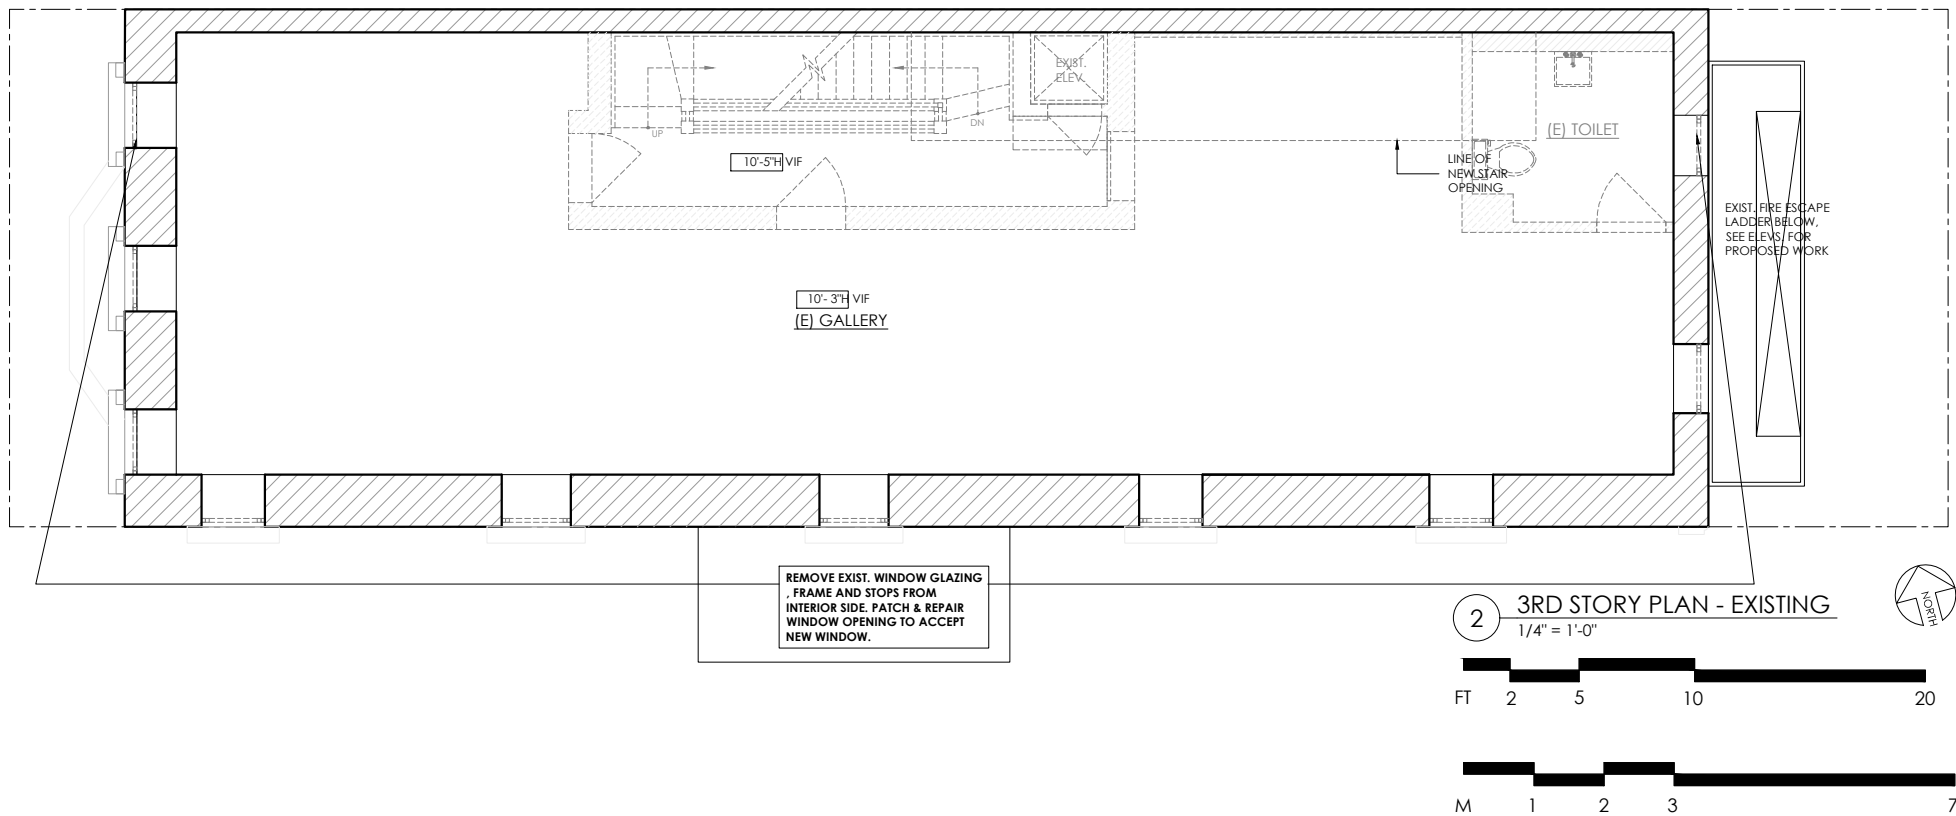 EXIST.
ELEV.
UP
DN
10'-5"H VIF
(E) TOILET
LINE OF
NEW STAIR
OPENING
EXIST. FIRE ESCAPE
LADDER BELOW,
SEE ELEVS. FOR
PROPOSED WORK
10'- 3"H VIF
(E) GALLERY
REMOVE EXIST. WINDOW GLAZING
, FRAME AND STOPS FROM
INTERIOR SIDE. PATCH & REPAIR
WINDOW OPENING TO ACCEPT
NEW WINDOW.
2
3RD STORY PLAN - EXISTING
1/4" = 1'-0"
NORTH
FT 2 5 10 20
M 1 2 3 7